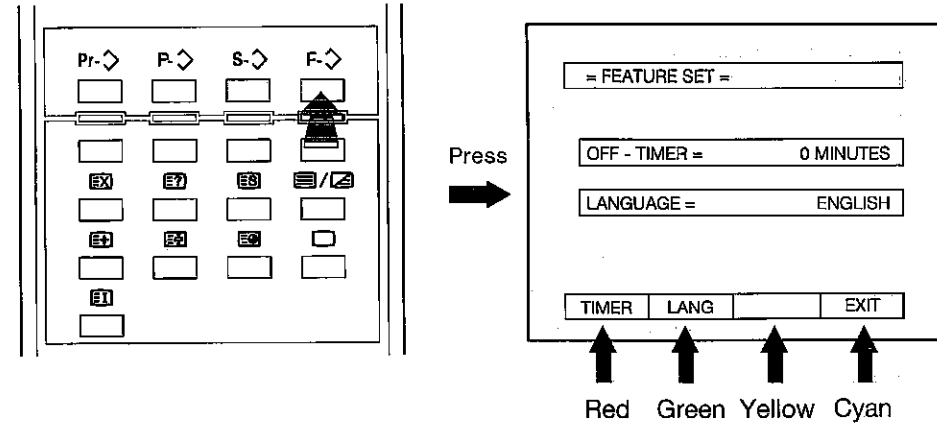 Pr- P- S- F-
Press
= FEATURE SET =
OFF - TIMER = 0 MINUTES
LANGUAGE = ENGLISH
TIMER LANG EXIT
Red Green Yellow Cyan